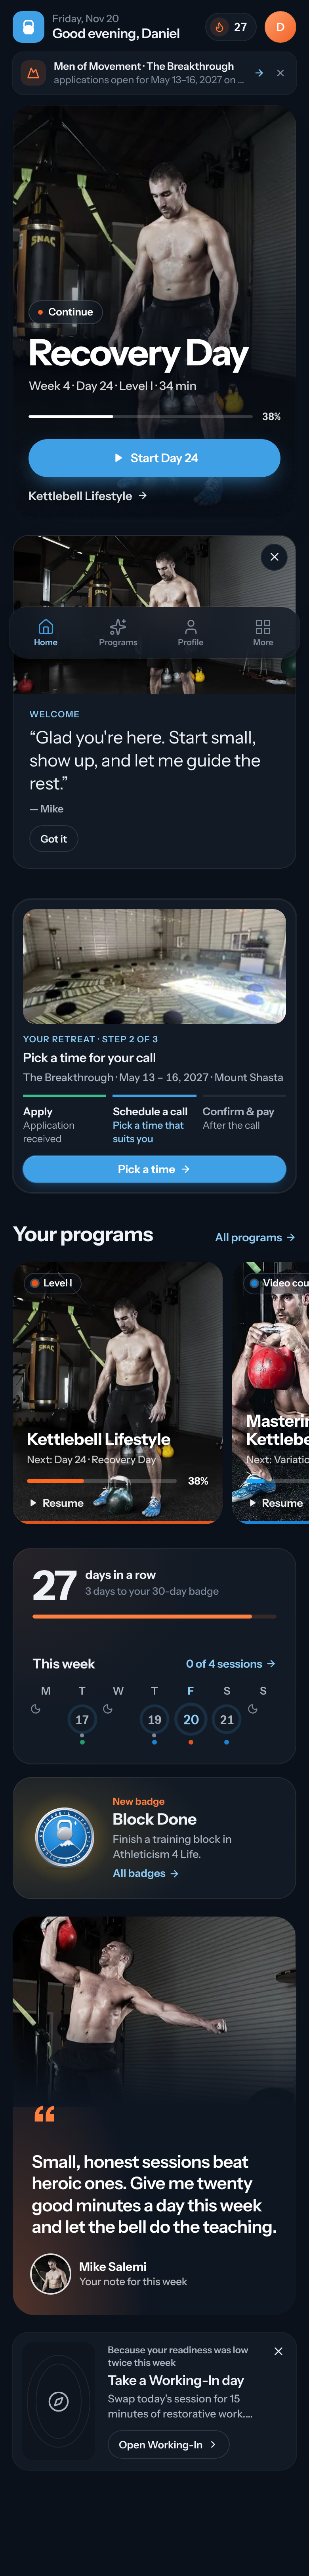 Friday, Nov 20
Good evening, Daniel
27
D
Men of Movement · The Breakthrough
applications open for May 13–16, 2027 on ...
SNAC
Continue
Recovery Day
Week 4 · Day 24 · Level I · 34 min
38%
Start Day 24
Kettlebell Lifestyle
Home
Programs
Profile
More
WELCOME
“Glad you're here. Start small,
show up, and let me guide the
rest.”
— Mike
Got it
YOUR RETREAT · STEP 2 OF 3
Pick a time for your call
The Breakthrough · May 13 – 16, 2027 · Mount Shasta
Apply
Application
received
Schedule a call
Pick a time that
suits you
Confirm & pay
After the call
Pick a time
Your programs
All programs
Level I
SNAC
Kettlebell Lifestyle
Next: Day 24 · Recovery Day
38%
Resume
Video cou
Masterin
Kettlebe
Next: Variatio
Resume
27
days in a row
3 days to your 30-day badge
This week
0 of 4 sessions
M T W T F S S
17 19 20 21
New badge
Block Done
Finish a training block in
Athleticism 4 Life.
All badges
“
Small, honest sessions beat
heroic ones. Give me twenty
good minutes a day this week
and let the bell do the teaching.
Mike Salemi
Your note for this week
Because your readiness was low
twice this week
Take a Working-In day
Swap today's session for 15
minutes of restorative work....
Open Working-In